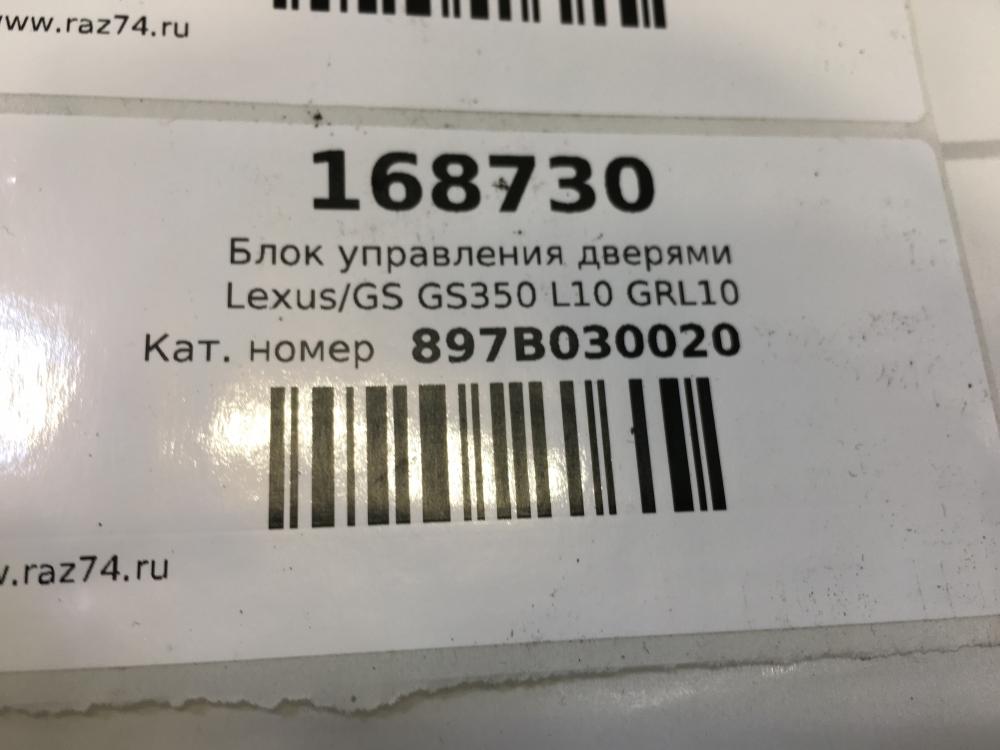 www.raz74.ru
168730
Блок управления дверями
Lexus/GS GS350 L10 GRL10
Кат. номер 897B030020
.raz74.ru